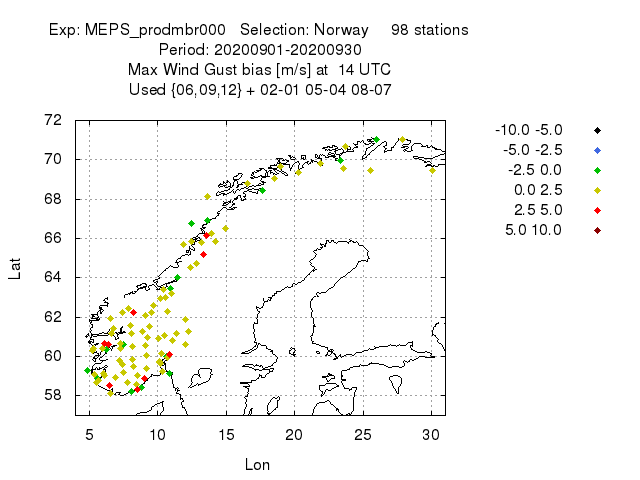 Exp: MEPS_prodmbr000   Selection: Norway     98 stations
Period: 20200901-20200930
Max Wind Gust bias [m/s] at  14 UTC
Used {06,09,12} + 02-01 05-04 08-07
-10.0 -5.0
-5.0 -2.5
-2.5 0.0
0.0 2.5
2.5 5.0
5.0 10.0
Lat
72
70
68
66
64
62
60
58
5 10 15 20 25 30
Lon